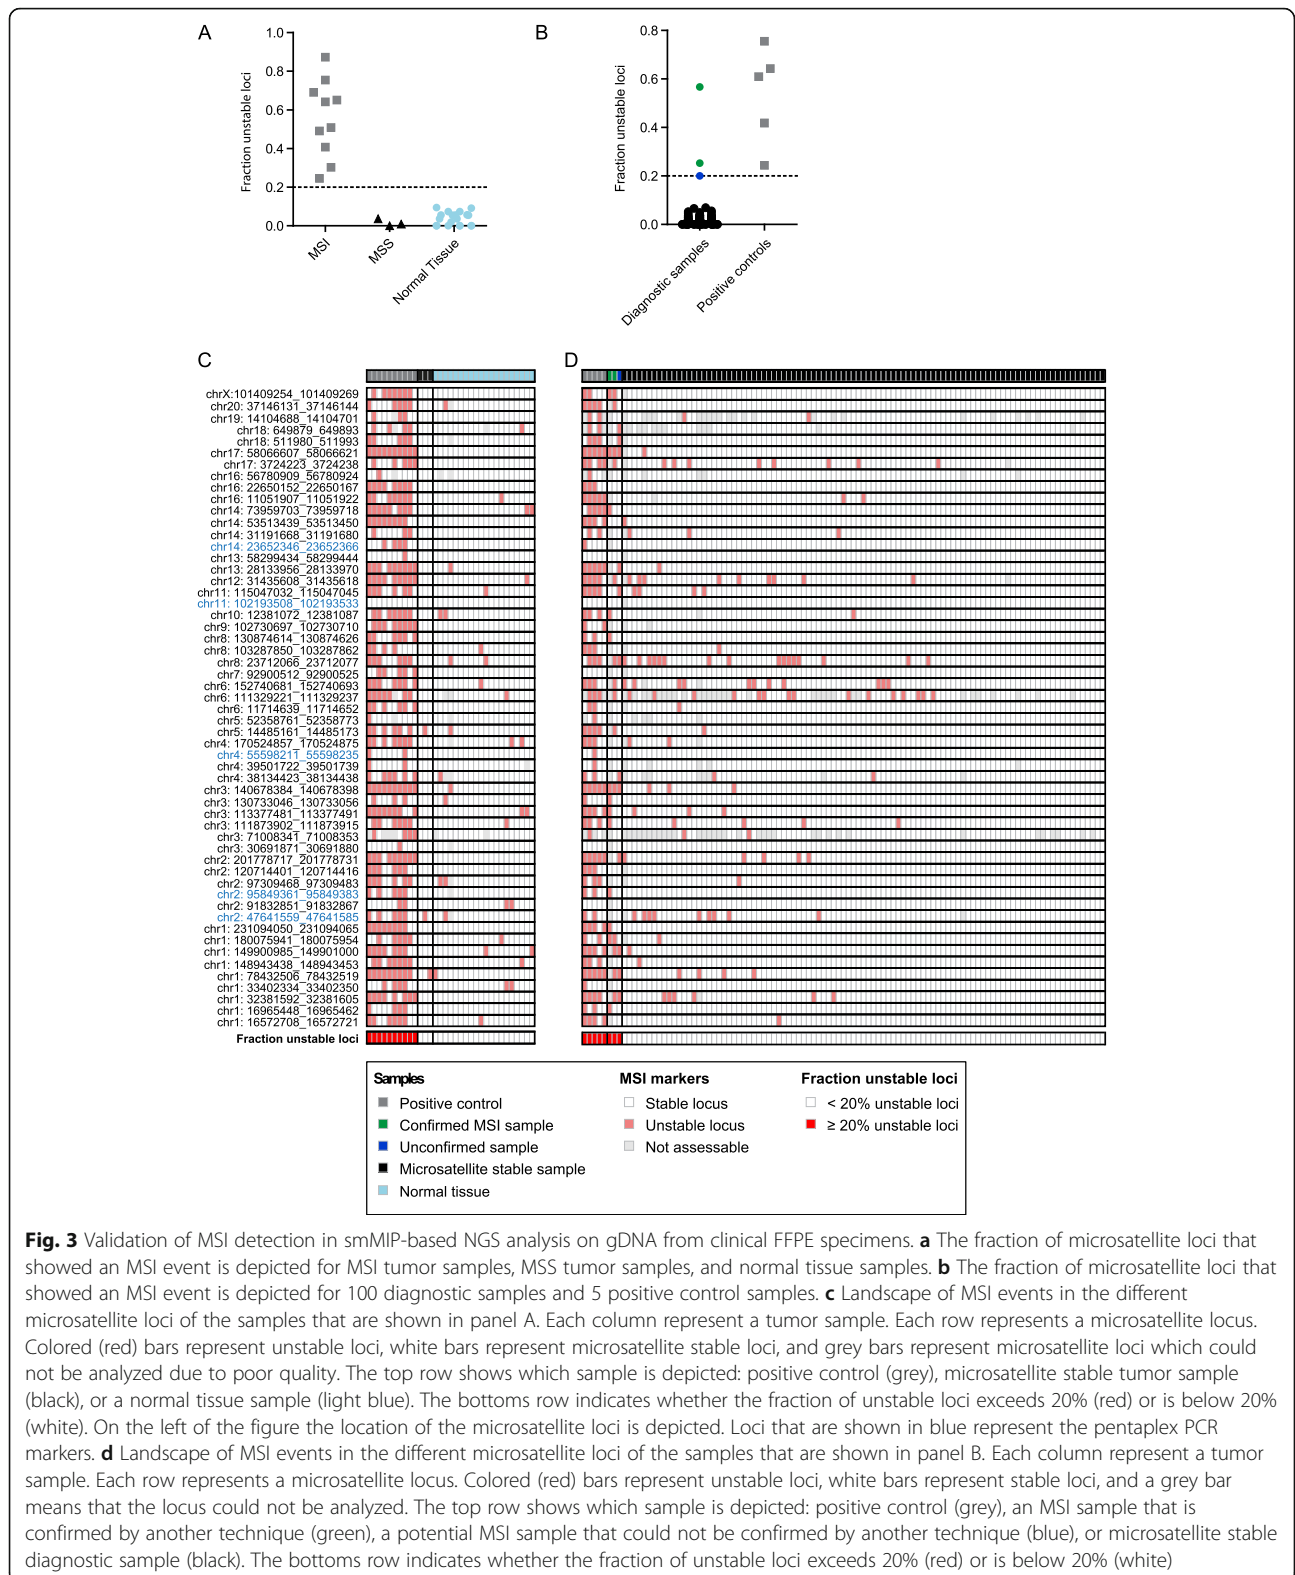 A
Fraction unstable loci
1.0
0.8
0.6
0.4
0.2
0.0
MSI
MSS
Normal Tissue
B
Fraction unstable loci
0.8
0.6
0.4
0.2
0.0
Diagnostic samples
Positive controls
C
D
chrX:101409254_101409269
chr20: 37146131_37146144
chr19: 14104688_14104701
chr18: 649879_649893
chr18: 511980_511993
chr17: 58066607_58066621
chr17: 3724223_3724238
chr16: 56780909_56780924
chr16: 22650152_22650167
chr16: 11051907_11051922
chr14: 73959703_73959718
chr14: 53513439_53513450
chr14: 31191668_31191680
chr14: 23652346_23652366
chr13: 58299434_58299444
chr13: 28133956_28133970
chr12: 31435608_31435618
chr11: 115047032_115047045
chr11: 102193508_102193533
chr10: 12381072_12381087
chr9: 102730697_102730710
chr8: 130874614_130874626
chr8: 103287850_103287862
chr8: 23712066_23712077
chr7: 92900512_92900525
chr6: 152740681_152740693
chr6: 111329221_111329237
chr6: 11714639_11714652
chr5: 52358761_52358773
chr5: 14485161_14485173
chr4: 170524857_170524875
chr4: 55598211_55598235
chr4: 39501722_39501739
chr4: 38134423_38134438
chr3: 140678384_140678398
chr3: 130733046_130733056
chr3: 113377481_113377491
chr3: 111873902_111873915
chr3: 71008341_71008353
chr3: 30691871_30691880
chr2: 201778717_201778731
chr2: 120714401_120714416
chr2: 97309468_97309483
chr2: 95849361_95849383
chr2: 91832851_91832867
chr2: 47641559_47641585
chr1: 231094050_231094065
chr1: 180075941_180075954
chr1: 149900985_149901000
chr1: 148943438_148943453
chr1: 78432506_78432519
chr1: 33402334_33402350
chr1: 32381592_32381605
chr1: 16965448_16965462
chr1: 16572708_16572721
Fraction unstable loci
Samples
Positive control
Confirmed MSI sample
Unconfirmed sample
Microsatellite stable sample
Normal tissue
MSI markers
Stable locus
Unstable locus
Not assessable
Fraction unstable loci
< 20% unstable loci
≥ 20% unstable loci
Fig. 3 Validation of MSI detection in smMIP-based NGS analysis on gDNA from clinical FFPE specimens. a The fraction of microsatellite loci that
showed an MSI event is depicted for MSI tumor samples, MSS tumor samples, and normal tissue samples. b The fraction of microsatellite loci that
showed an MSI event is depicted for 100 diagnostic samples and 5 positive control samples. c Landscape of MSI events in the different
microsatellite loci of the samples that are shown in panel A. Each column represent a tumor sample. Each row represents a microsatellite locus.
Colored (red) bars represent unstable loci, white bars represent microsatellite stable loci, and grey bars represent microsatellite loci which could
not be analyzed due to poor quality. The top row shows which sample is depicted: positive control (grey), microsatellite stable tumor sample
(black), or a normal tissue sample (light blue). The bottoms row indicates whether the fraction of unstable loci exceeds 20% (red) or is below 20%
(white). On the left of the figure the location of the microsatellite loci is depicted. Loci that are shown in blue represent the pentaplex PCR
markers. d Landscape of MSI events in the different microsatellite loci of the samples that are shown in panel B. Each column represent a tumor
sample. Each row represents a microsatellite locus. Colored (red) bars represent unstable loci, white bars represent stable loci, and a grey bar
means that the locus could not be analyzed. The top row shows which sample is depicted: positive control (grey), an MSI sample that is
confirmed by another technique (green), a potential MSI sample that could not be confirmed by another technique (blue), or microsatellite stable
diagnostic sample (black). The bottoms row indicates whether the fraction of unstable loci exceeds 20% (red) or is below 20% (white)